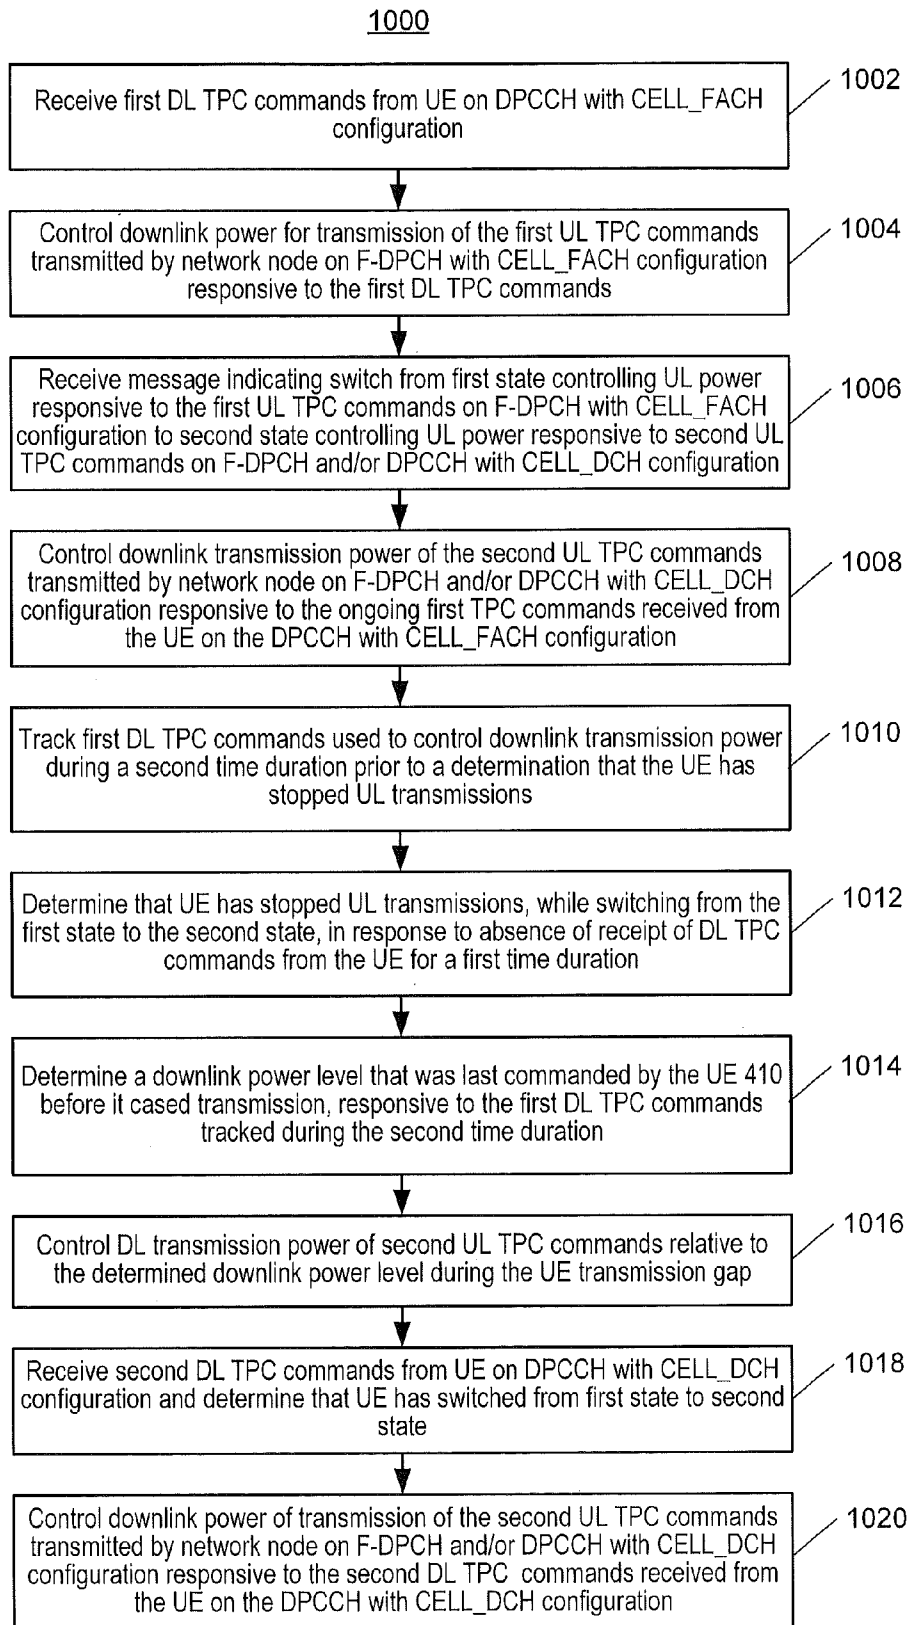 1000
Receive first DL TPC commands from UE on DPCCH with CELL_FACH
configuration
1002
Control downlink power for transmission of the first UL TPC commands
transmitted by network node on F-DPCH with CELL_FACH configuration
responsive to the first DL TPC commands
1004
Receive message indicating switch from first state controlling UL power
responsive to the first UL TPC commands on F-DPCH with CELL_FACH
configuration to second state controlling UL power responsive to second UL
TPC commands on F-DPCH and/or DPCCH with CELL_DCH configuration
1006
Control downlink transmission power of the second UL TPC commands
transmitted by network node on F-DPCH and/or DPCCH with CELL_DCH
configuration responsive to the ongoing first TPC commands received from
the UE on the DPCCH with CELL_FACH configuration
1008
Track first DL TPC commands used to control downlink transmission power
during a second time duration prior to a determination that the UE has
stopped UL transmissions
1010
Determine that UE has stopped UL transmissions, while switching from the
first state to the second state, in response to absence of receipt of DL TPC
commands from the UE for a first time duration
1012
Determine a downlink power level that was last commanded by the UE 410
before it cased transmission, responsive to the first DL TPC commands
tracked during the second time duration
1014
Control DL transmission power of second UL TPC commands relative to
the determined downlink power level during the UE transmission gap
1016
Receive second DL TPC commands from UE on DPCCH with CELL_DCH
configuration and determine that UE has switched from first state to second
state
1018
Control downlink power of transmission of the second UL TPC commands
transmitted by network node on F-DPCH and/or DPCCH with CELL_DCH
configuration responsive to the second DL TPC commands received from
the UE on the DPCCH with CELL_DCH configuration
1020